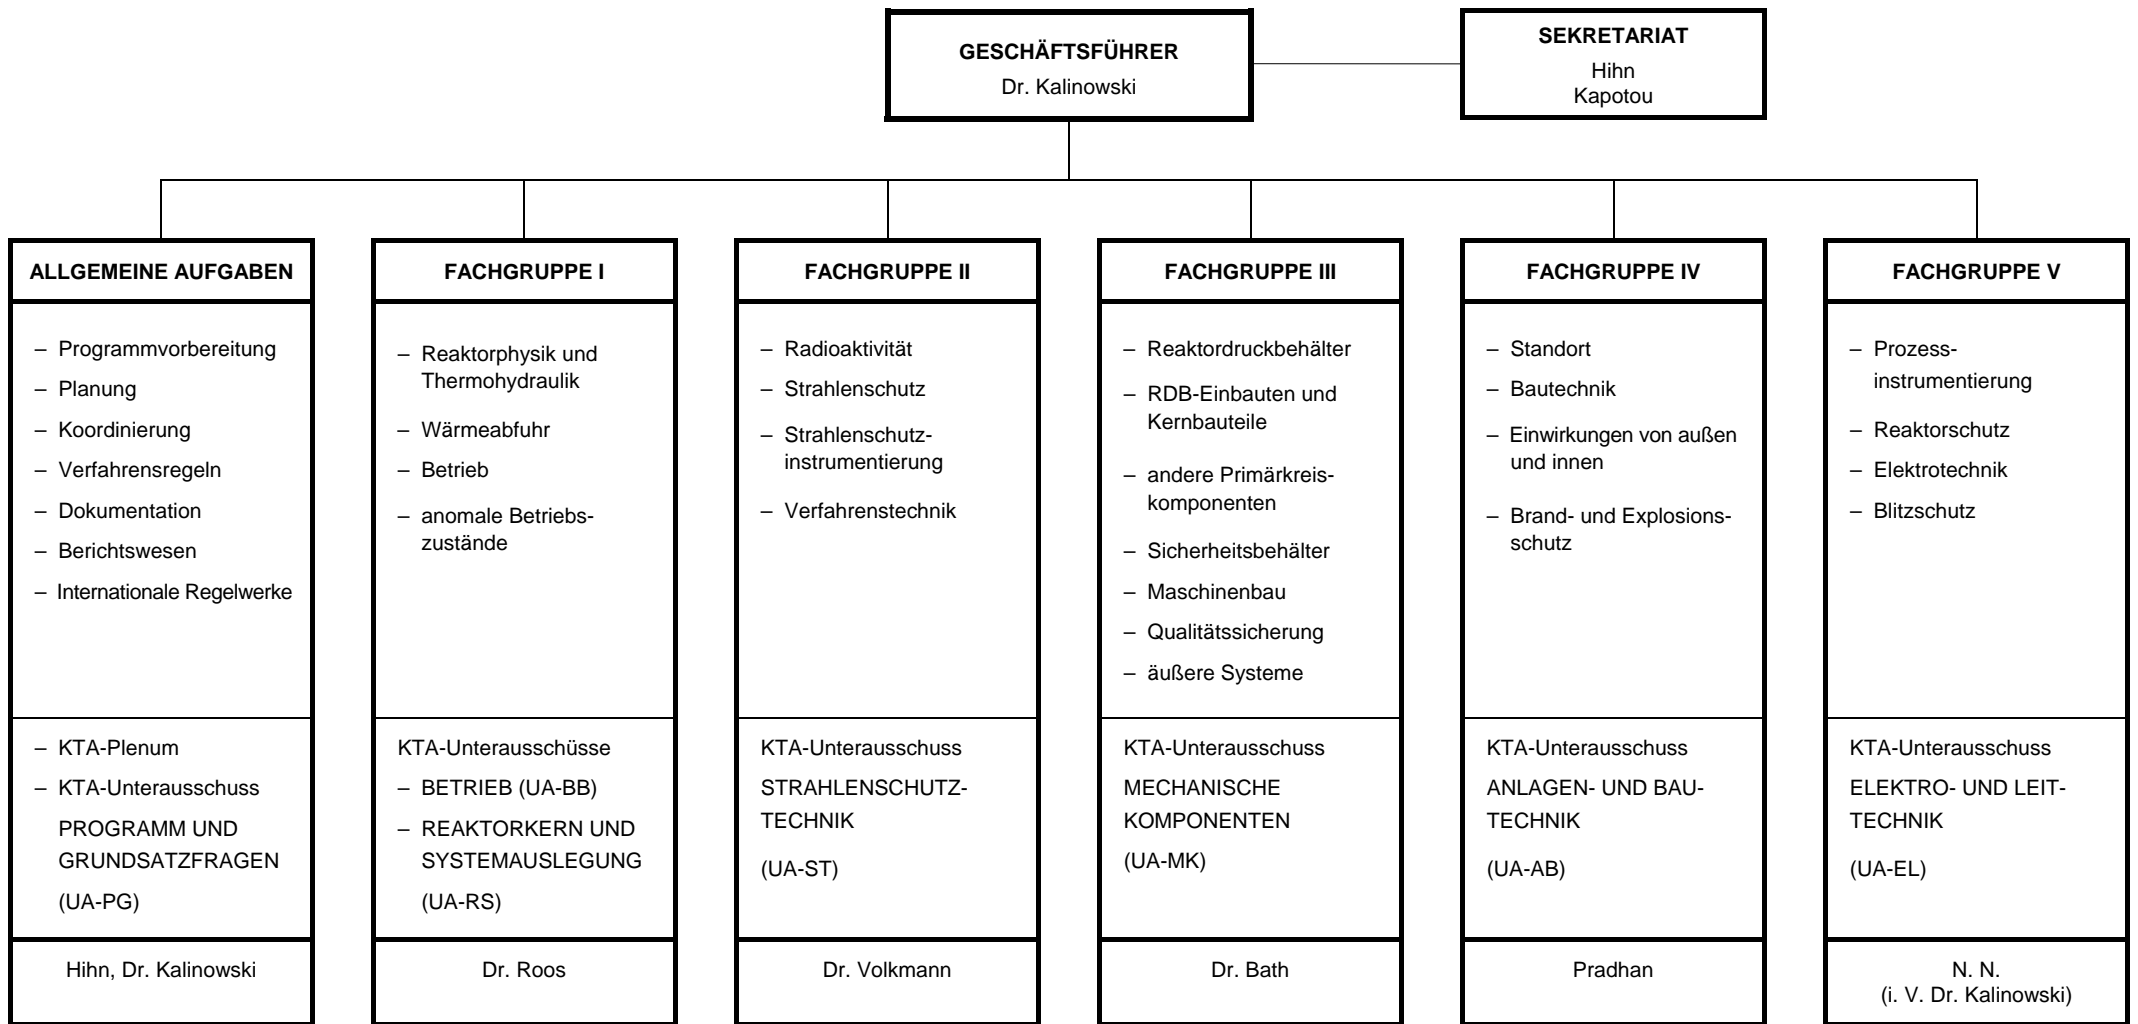 GESCHÄFTSFÜHRER
Dr. Kalinowski
SEKRETARIAT
Hihn
Kapotou
ALLGEMEINE AUFGABEN
– Programmvorbereitung
– Planung
– Koordinierung
– Verfahrensregeln
– Dokumentation
– Berichtswesen
– Internationale Regelwerke
– KTA-Plenum
– KTA-Unterausschuss
PROGRAMM UND
GRUNDSATZFRAGEN
(UA-PG)
Hihn, Dr. Kalinowski
FACHGRUPPE I
– Reaktorphysik und
Thermohydraulik
– Wärmeabfuhr
– Betrieb
– anomale Betriebs-
zustände
KTA-Unterausschüsse
– BETRIEB (UA-BB)
– REAKTORKERN UND
SYSTEMAUSLEGUNG
(UA-RS)
Dr. Roos
FACHGRUPPE II
– Radioaktivität
– Strahlenschutz
– Strahlenschutz-
instrumentierung
– Verfahrenstechnik
KTA-Unterausschuss
STRAHLENSCHUTZ-
TECHNIK
(UA-ST)
Dr. Volkmann
FACHGRUPPE III
– Reaktordruckbehälter
– RDB-Einbauten und
Kernbauteile
– andere Primärkreis-
komponenten
– Sicherheitsbehälter
– Maschinenbau
– Qualitätssicherung
– äußere Systeme
KTA-Unterausschuss
MECHANISCHE
KOMPONENTEN
(UA-MK)
Dr. Bath
FACHGRUPPE IV
– Standort
– Bautechnik
– Einwirkungen von außen
und innen
– Brand- und Explosions-
schutz
KTA-Unterausschuss
ANLAGEN- UND BAU-
TECHNIK
(UA-AB)
Pradhan
FACHGRUPPE V
– Prozess-
instrumentierung
– Reaktorschutz
– Elektrotechnik
– Blitzschutz
KTA-Unterausschuss
ELEKTRO- UND LEIT-
TECHNIK
(UA-EL)
N. N.
(i. V. Dr. Kalinowski)